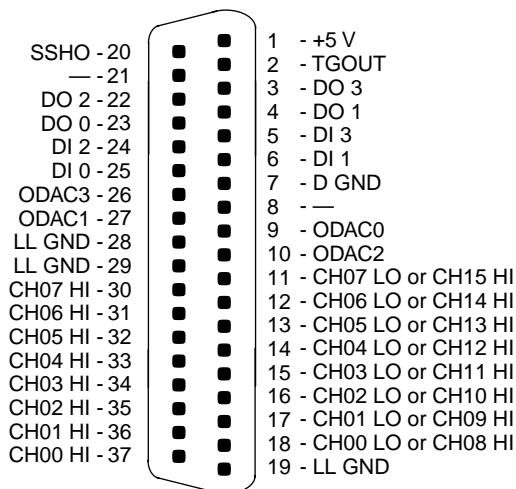 SSHO - 20
— - 21
DO 2 - 22
DO 0 - 23
DI 2 - 24
DI 0 - 25
ODAC3 - 26
ODAC1 - 27
LL GND - 28
LL GND - 29
CH07 HI - 30
CH06 HI - 31
CH05 HI - 32
CH04 HI - 33
CH03 HI - 34
CH02 HI - 35
CH01 HI - 36
CH00 HI - 37
1 - +5 V
2 - TGOUT
3 - DO 3
4 - DO 1
5 - DI 3
6 - DI 1
7 - D GND
8 - —
9 - ODAC0
10 - ODAC2
11 - CH07 LO or CH15 HI
12 - CH06 LO or CH14 HI
13 - CH05 LO or CH13 HI
14 - CH04 LO or CH12 HI
15 - CH03 LO or CH11 HI
16 - CH02 LO or CH10 HI
17 - CH01 LO or CH09 HI
18 - CH00 LO or CH08 HI
19 - LL GND